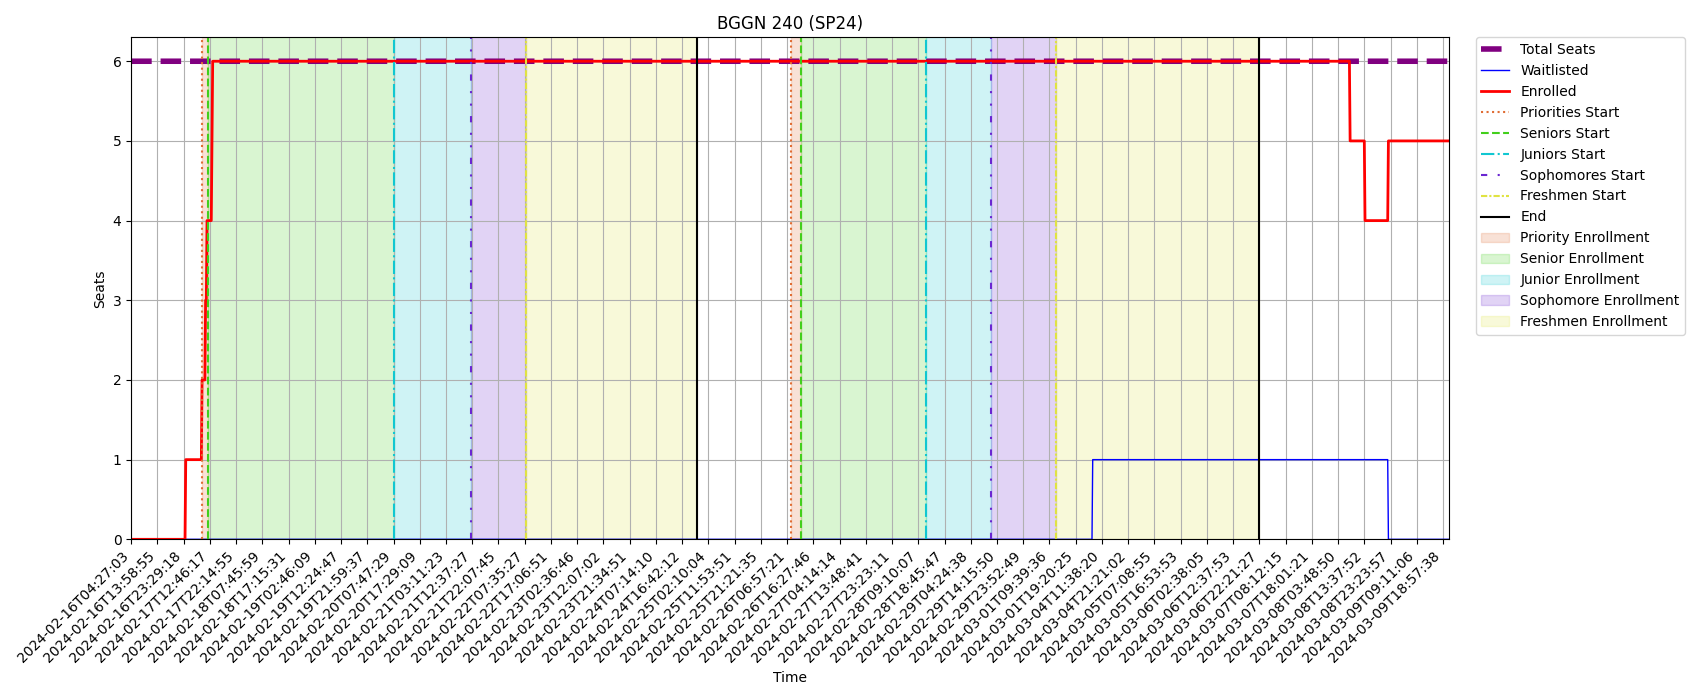 BGGN 240 (SP24)
Seats
6
5
4
3
2
1
0
2024-02-16T04:27:03
2024-02-16T13:58:55
2024-02-16T23:29:18
2024-02-17T12:46:17
2024-02-17T22:14:55
2024-02-18T07:45:59
2024-02-18T17:15:31
2024-02-19T02:46:09
2024-02-19T12:24:47
2024-02-19T21:59:37
2024-02-20T07:47:29
2024-02-20T17:29:09
2024-02-21T03:11:23
2024-02-21T12:37:27
2024-02-21T22:07:45
2024-02-22T07:35:27
2024-02-22T17:06:51
2024-02-23T02:36:46
2024-02-23T12:07:02
2024-02-23T21:34:51
2024-02-24T07:14:10
2024-02-24T16:42:12
2024-02-25T02:10:04
2024-02-25T11:53:51
2024-02-25T21:21:35
2024-02-26T06:57:21
2024-02-26T16:27:46
2024-02-27T04:14:14
2024-02-27T13:48:41
2024-02-27T23:23:11
2024-02-28T09:10:07
2024-02-28T18:45:47
2024-02-29T04:24:38
2024-02-29T14:15:50
2024-02-29T23:52:49
2024-03-01T09:39:36
2024-03-01T19:20:25
2024-03-04T11:38:20
2024-03-04T21:21:02
2024-03-05T07:08:55
2024-03-05T16:53:53
2024-03-06T02:38:05
2024-03-06T12:37:53
2024-03-06T22:21:27
2024-03-07T08:12:15
2024-03-07T18:01:21
2024-03-08T03:48:50
2024-03-08T13:37:52
2024-03-08T23:23:57
2024-03-09T09:11:06
2024-03-09T18:57:38
Time
Total Seats
Waitlisted
Enrolled
Priorities Start
Seniors Start
Juniors Start
Sophomores Start
Freshmen Start
End
Priority Enrollment
Senior Enrollment
Junior Enrollment
Sophomore Enrollment
Freshmen Enrollment